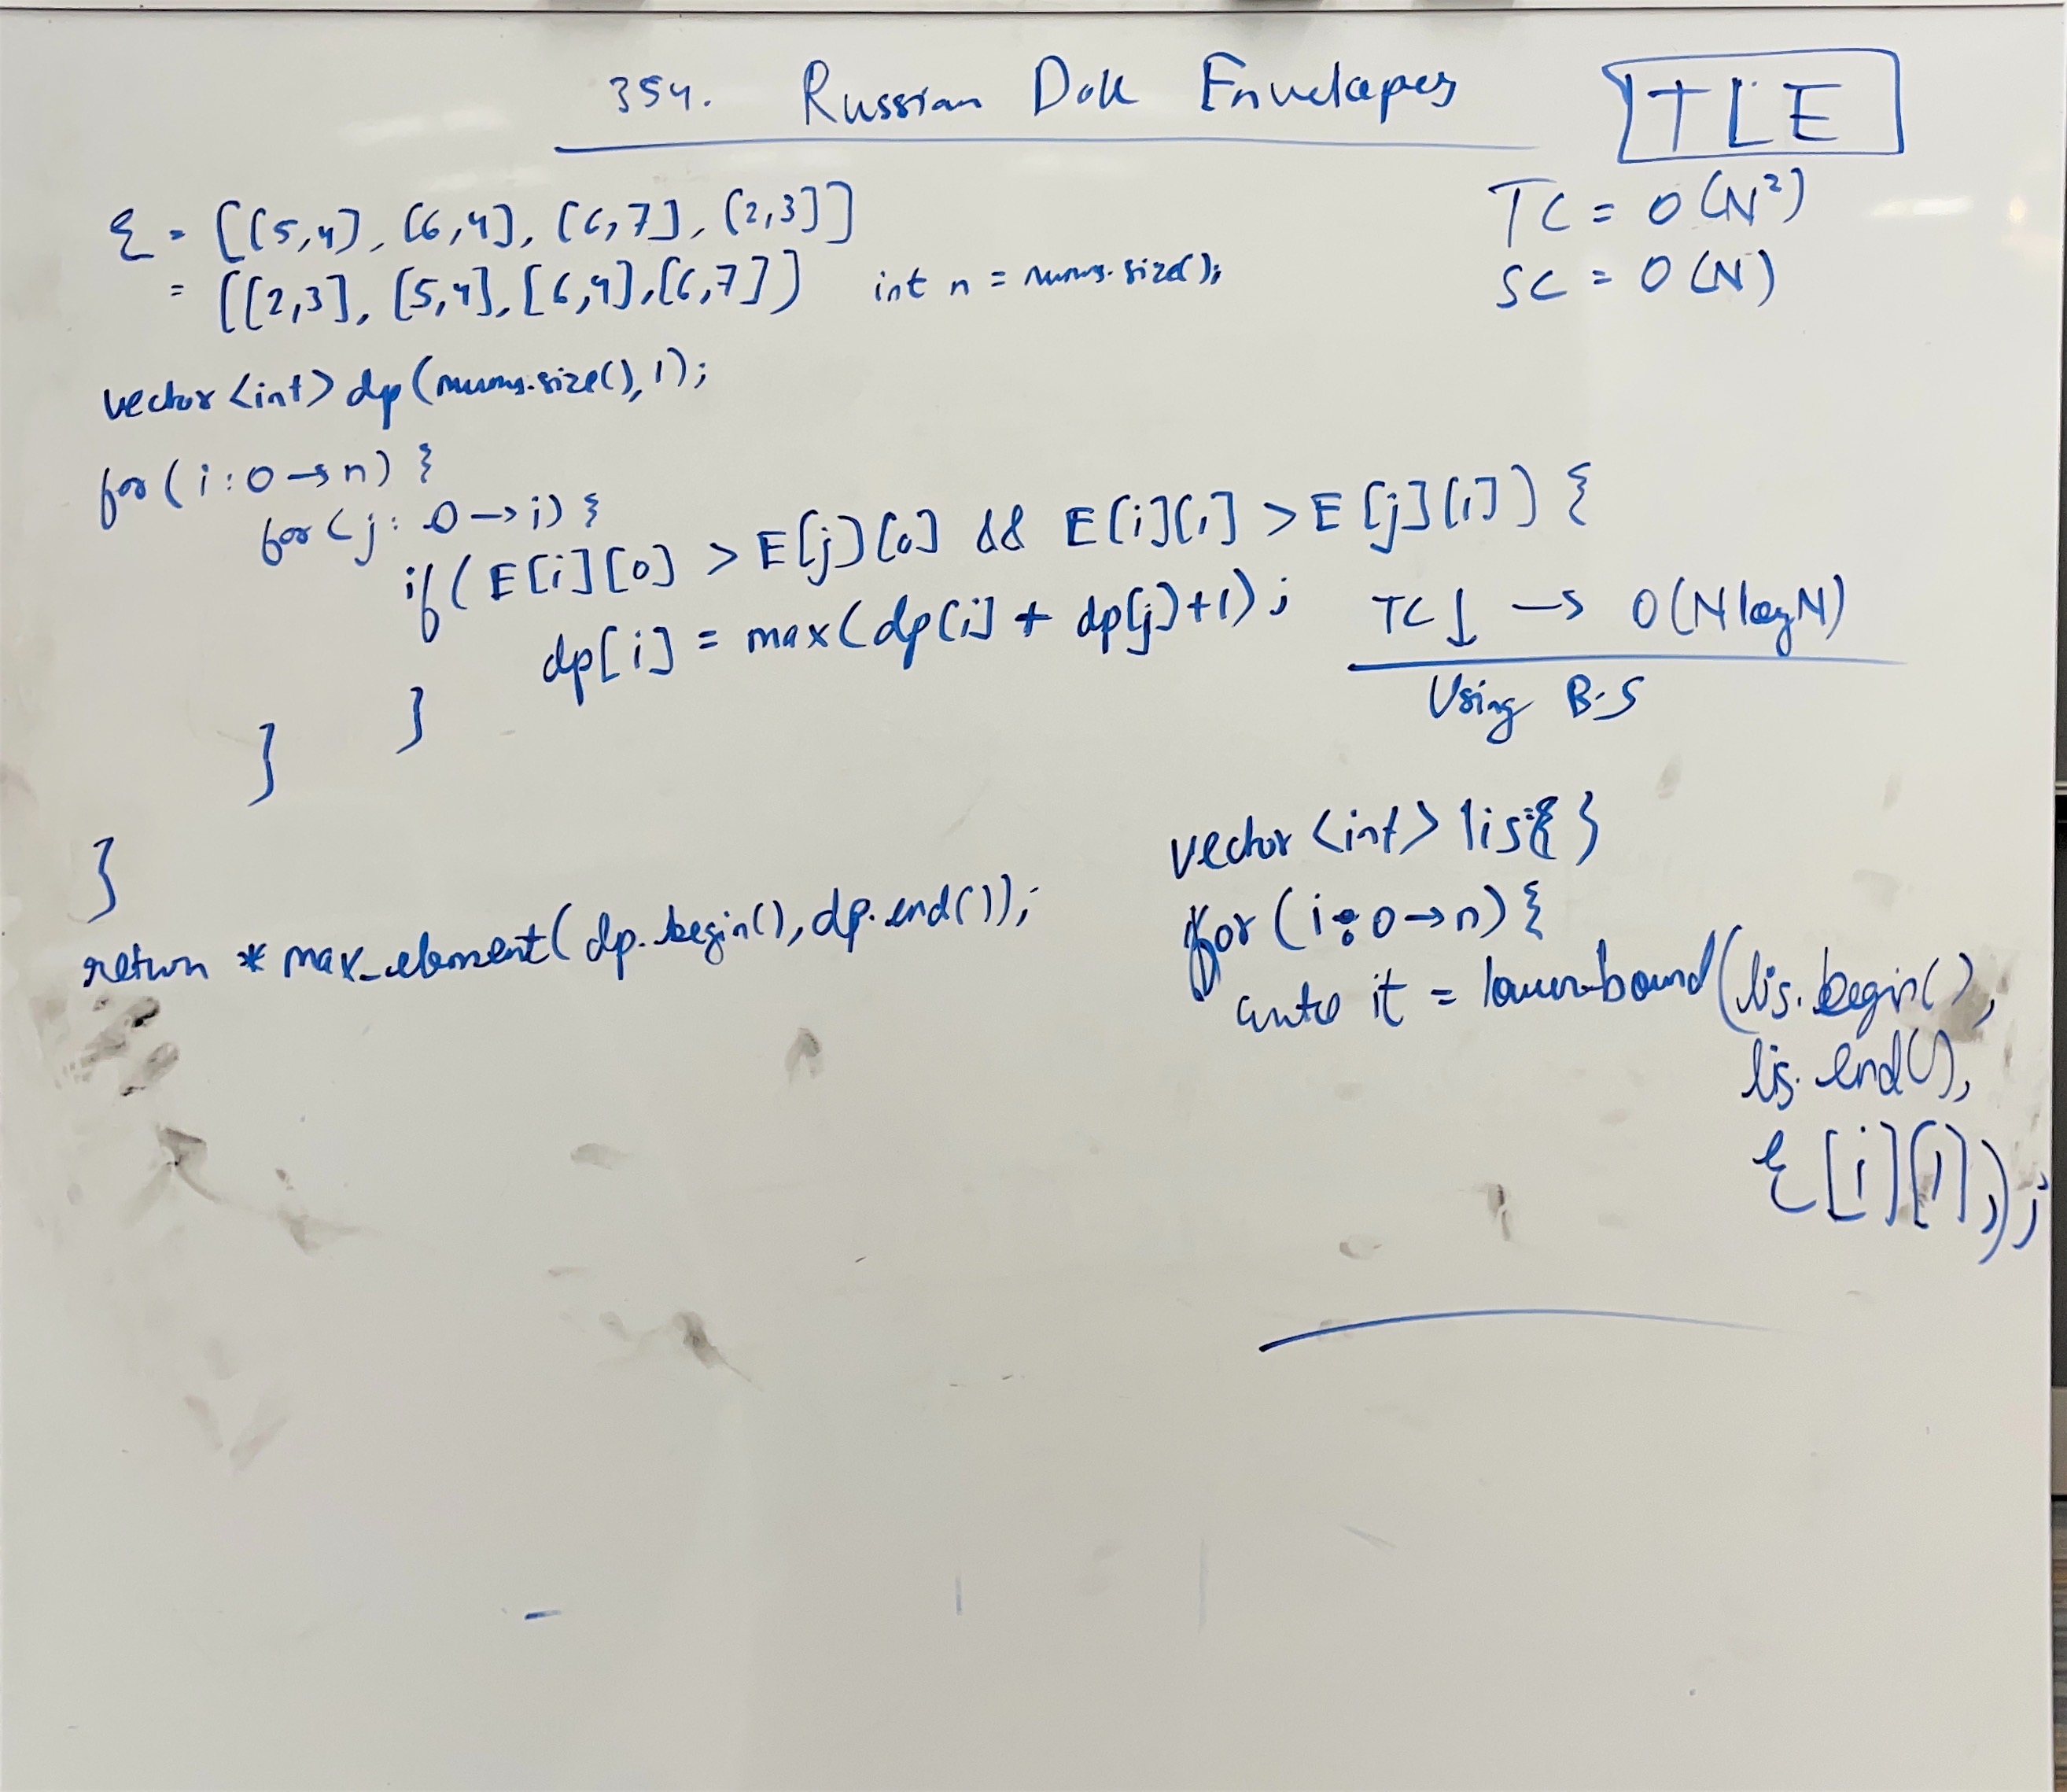 354. Russian Doll Envelopes
TLE
TC = O(N²)
SC = O(N)
E = [[5,4], [6,4], [6,7], [2,3]]
= [[2,3], [5,4], [6,4], [6,7]] int n = nums.size();
vector <int> dp(nums.size(), 1);
for (i : 0 → n) {
for (j : 0 → i) {
if (E[i][0] > E[j][0] && E[i][1] > E[j][1]) {
dp[i] = max(dp[i] + dp[j]+1);
}
}
}
return *max_element(dp.begin(), dp.end());
TC↓ → O(N log N)
Using B.S
vector <int> lis{}
for (i : 0 → n) {
auto it = lower_bound(lis.begin(),
lis.end(),
E[i][1],);